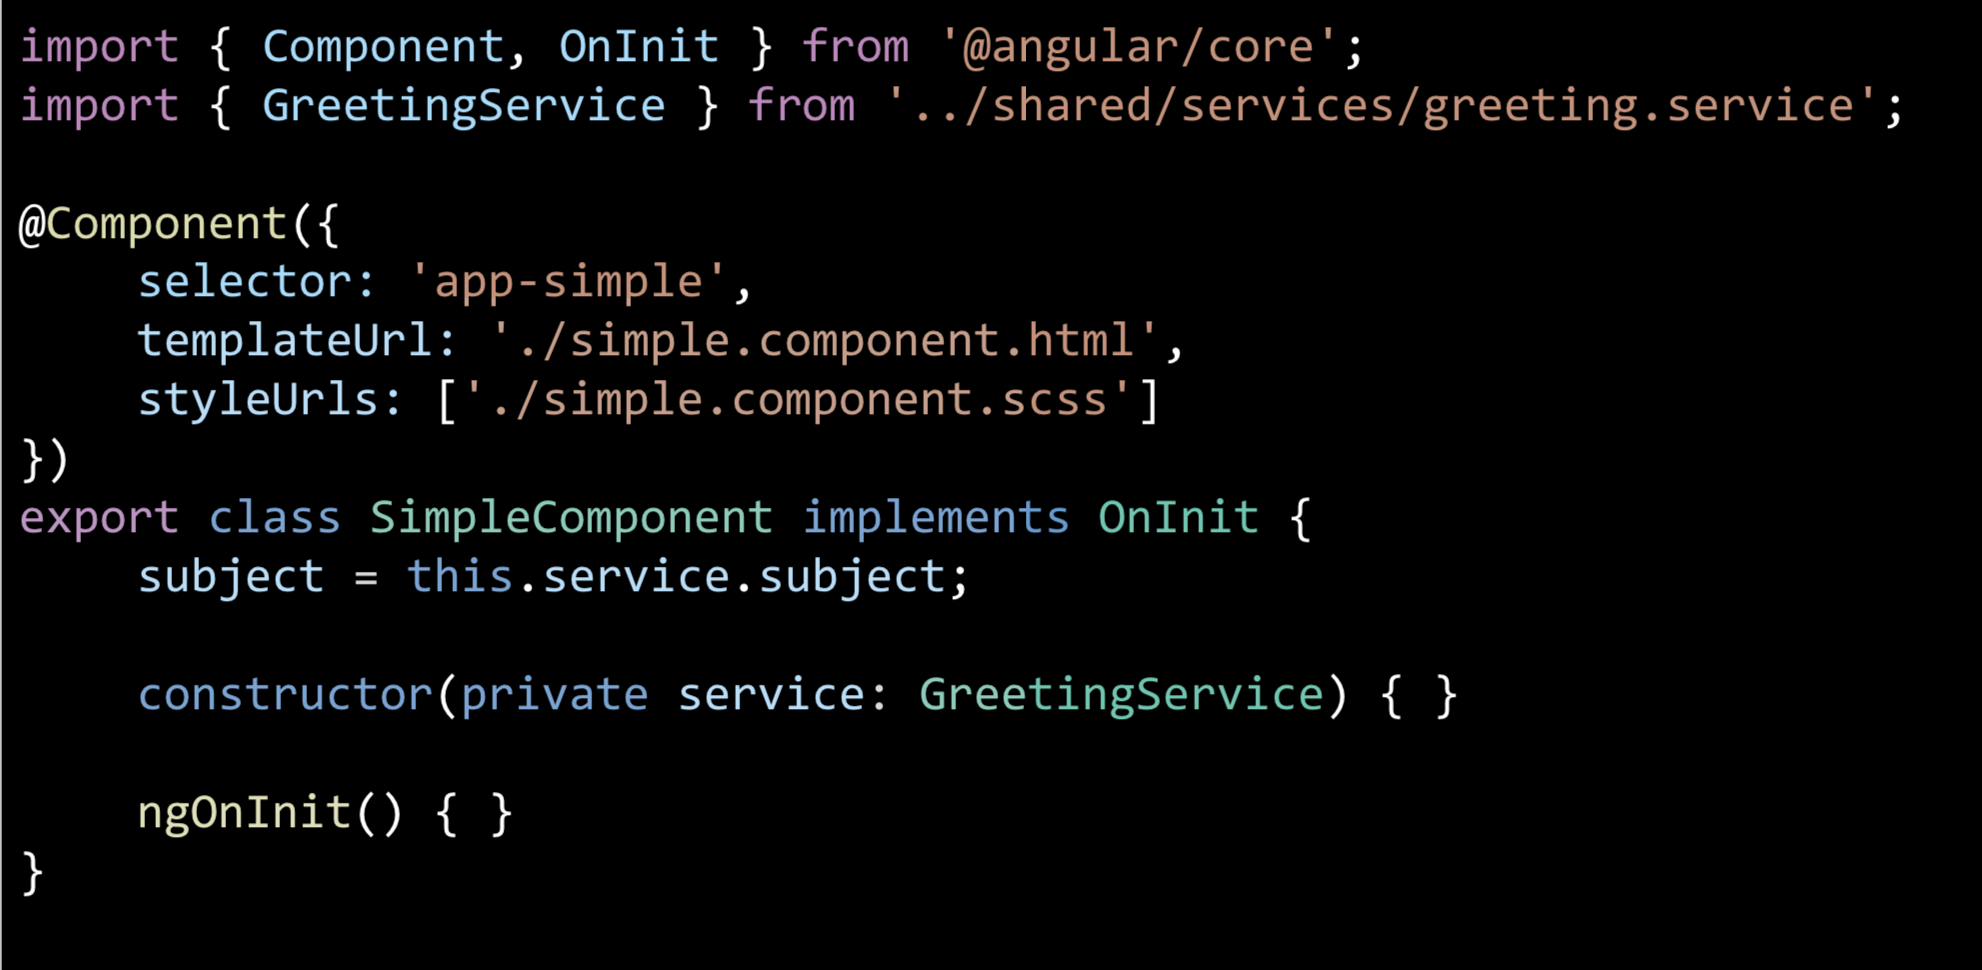 import { Component, OnInit } from '@angular/core';
import { GreetingService } from '../shared/services/greeting.service';

@Component({
    selector: 'app-simple',
    templateUrl: './simple.component.html',
    styleUrls: ['./simple.component.scss']
})
export class SimpleComponent implements OnInit {
    subject = this.service.subject;

    constructor(private service: GreetingService) { }

    ngOnInit() { }
}